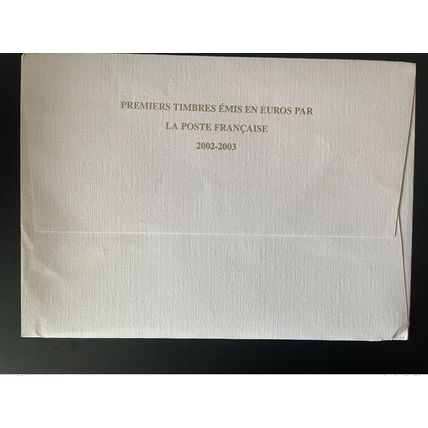 PREMIERS TIMBRES ÉMIS EN EUROS PAR
LA POSTE FRANÇAISE
2002-2003